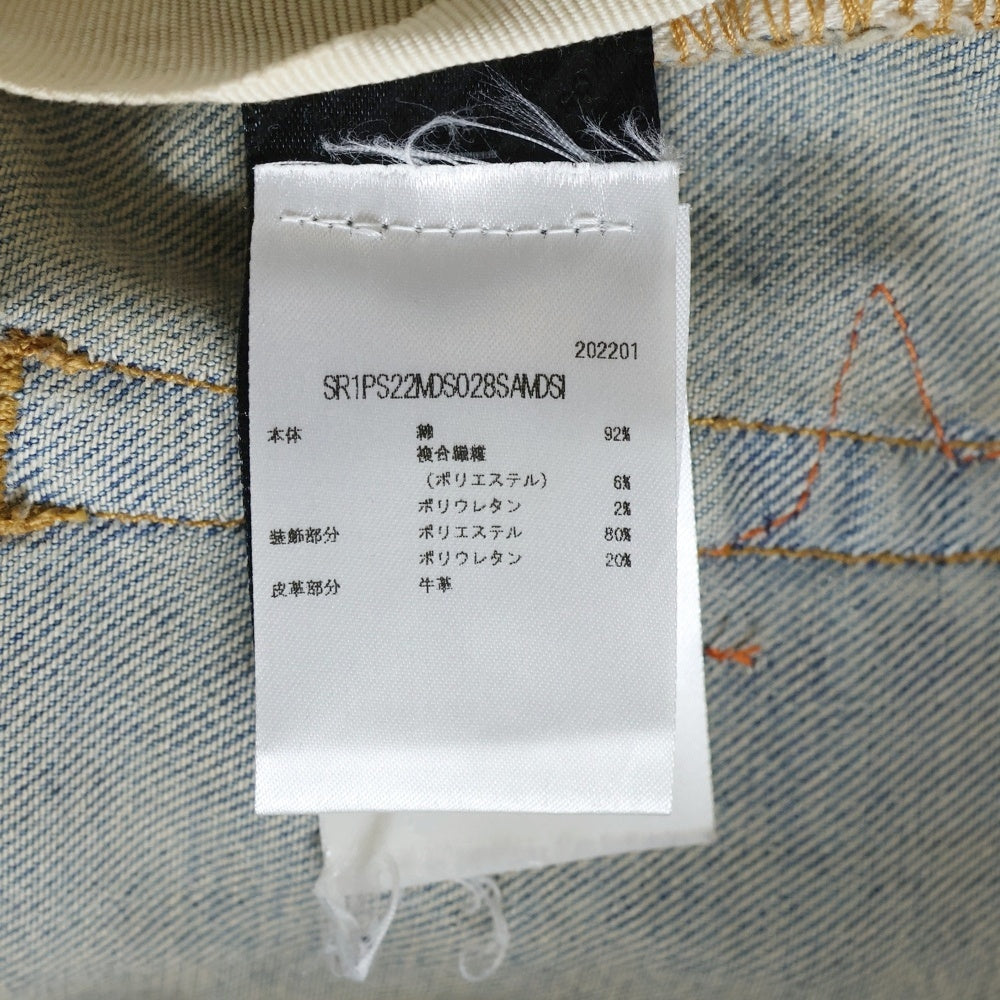 202201
SR1PS22MDS028SAMDSI
本体 綿 92%
複合繊維
(ポリエステル) 6%
ポリウレタン 2%
装飾部分 ポリエステル 80%
ポリウレタン 20%
皮革部分 牛革